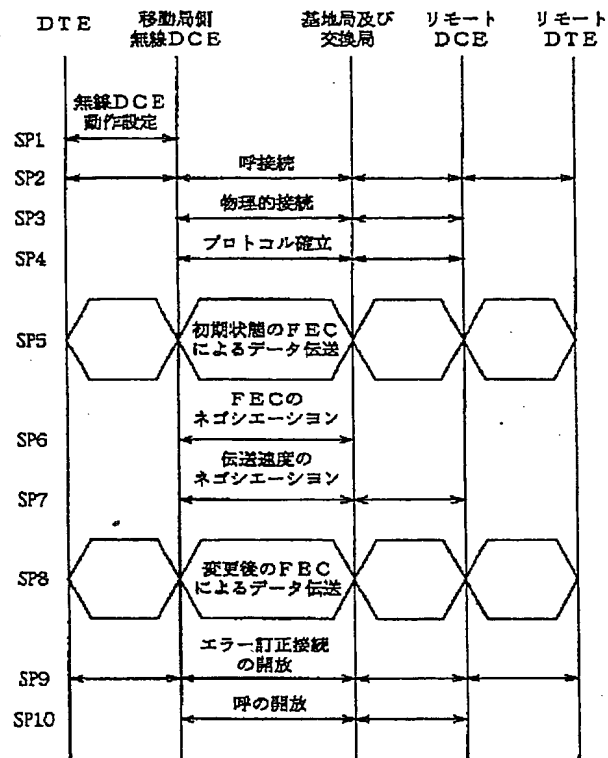 DTE
移動局側
無線DCE
基地局及び
交換局
リモート
DCE
リモート
DTE
無線DCE
動作設定
SP1
SP2
呼接続
SP3
物理的接続
SP4
プロトコル確立
SP5
初期状態のFEC
によるデータ伝送
FECの
ネゴシエーション
SP6
伝送速度の
ネゴシエーション
SP7
SP8
変更後のFEC
によるデータ伝送
エラー訂正接続
の開放
SP9
呼の開放
SP10